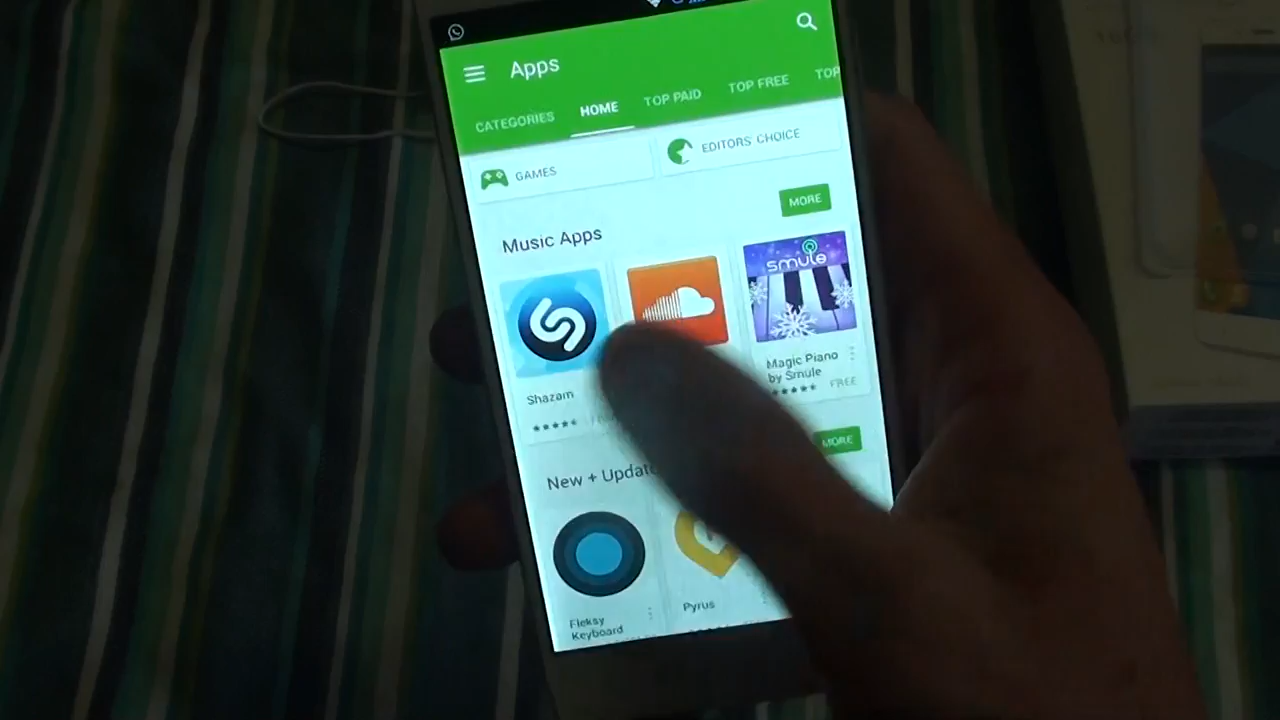 Apps
CATEGORIES
HOME
TOP PAID
TOP FREE
TOP
GAMES
EDITORS' CHOICE
MORE
Music Apps
smule
Shazam
Magic Piano
by Smule
FREE
MORE
New + Update
Fleksy
Keyboard
Pyrus